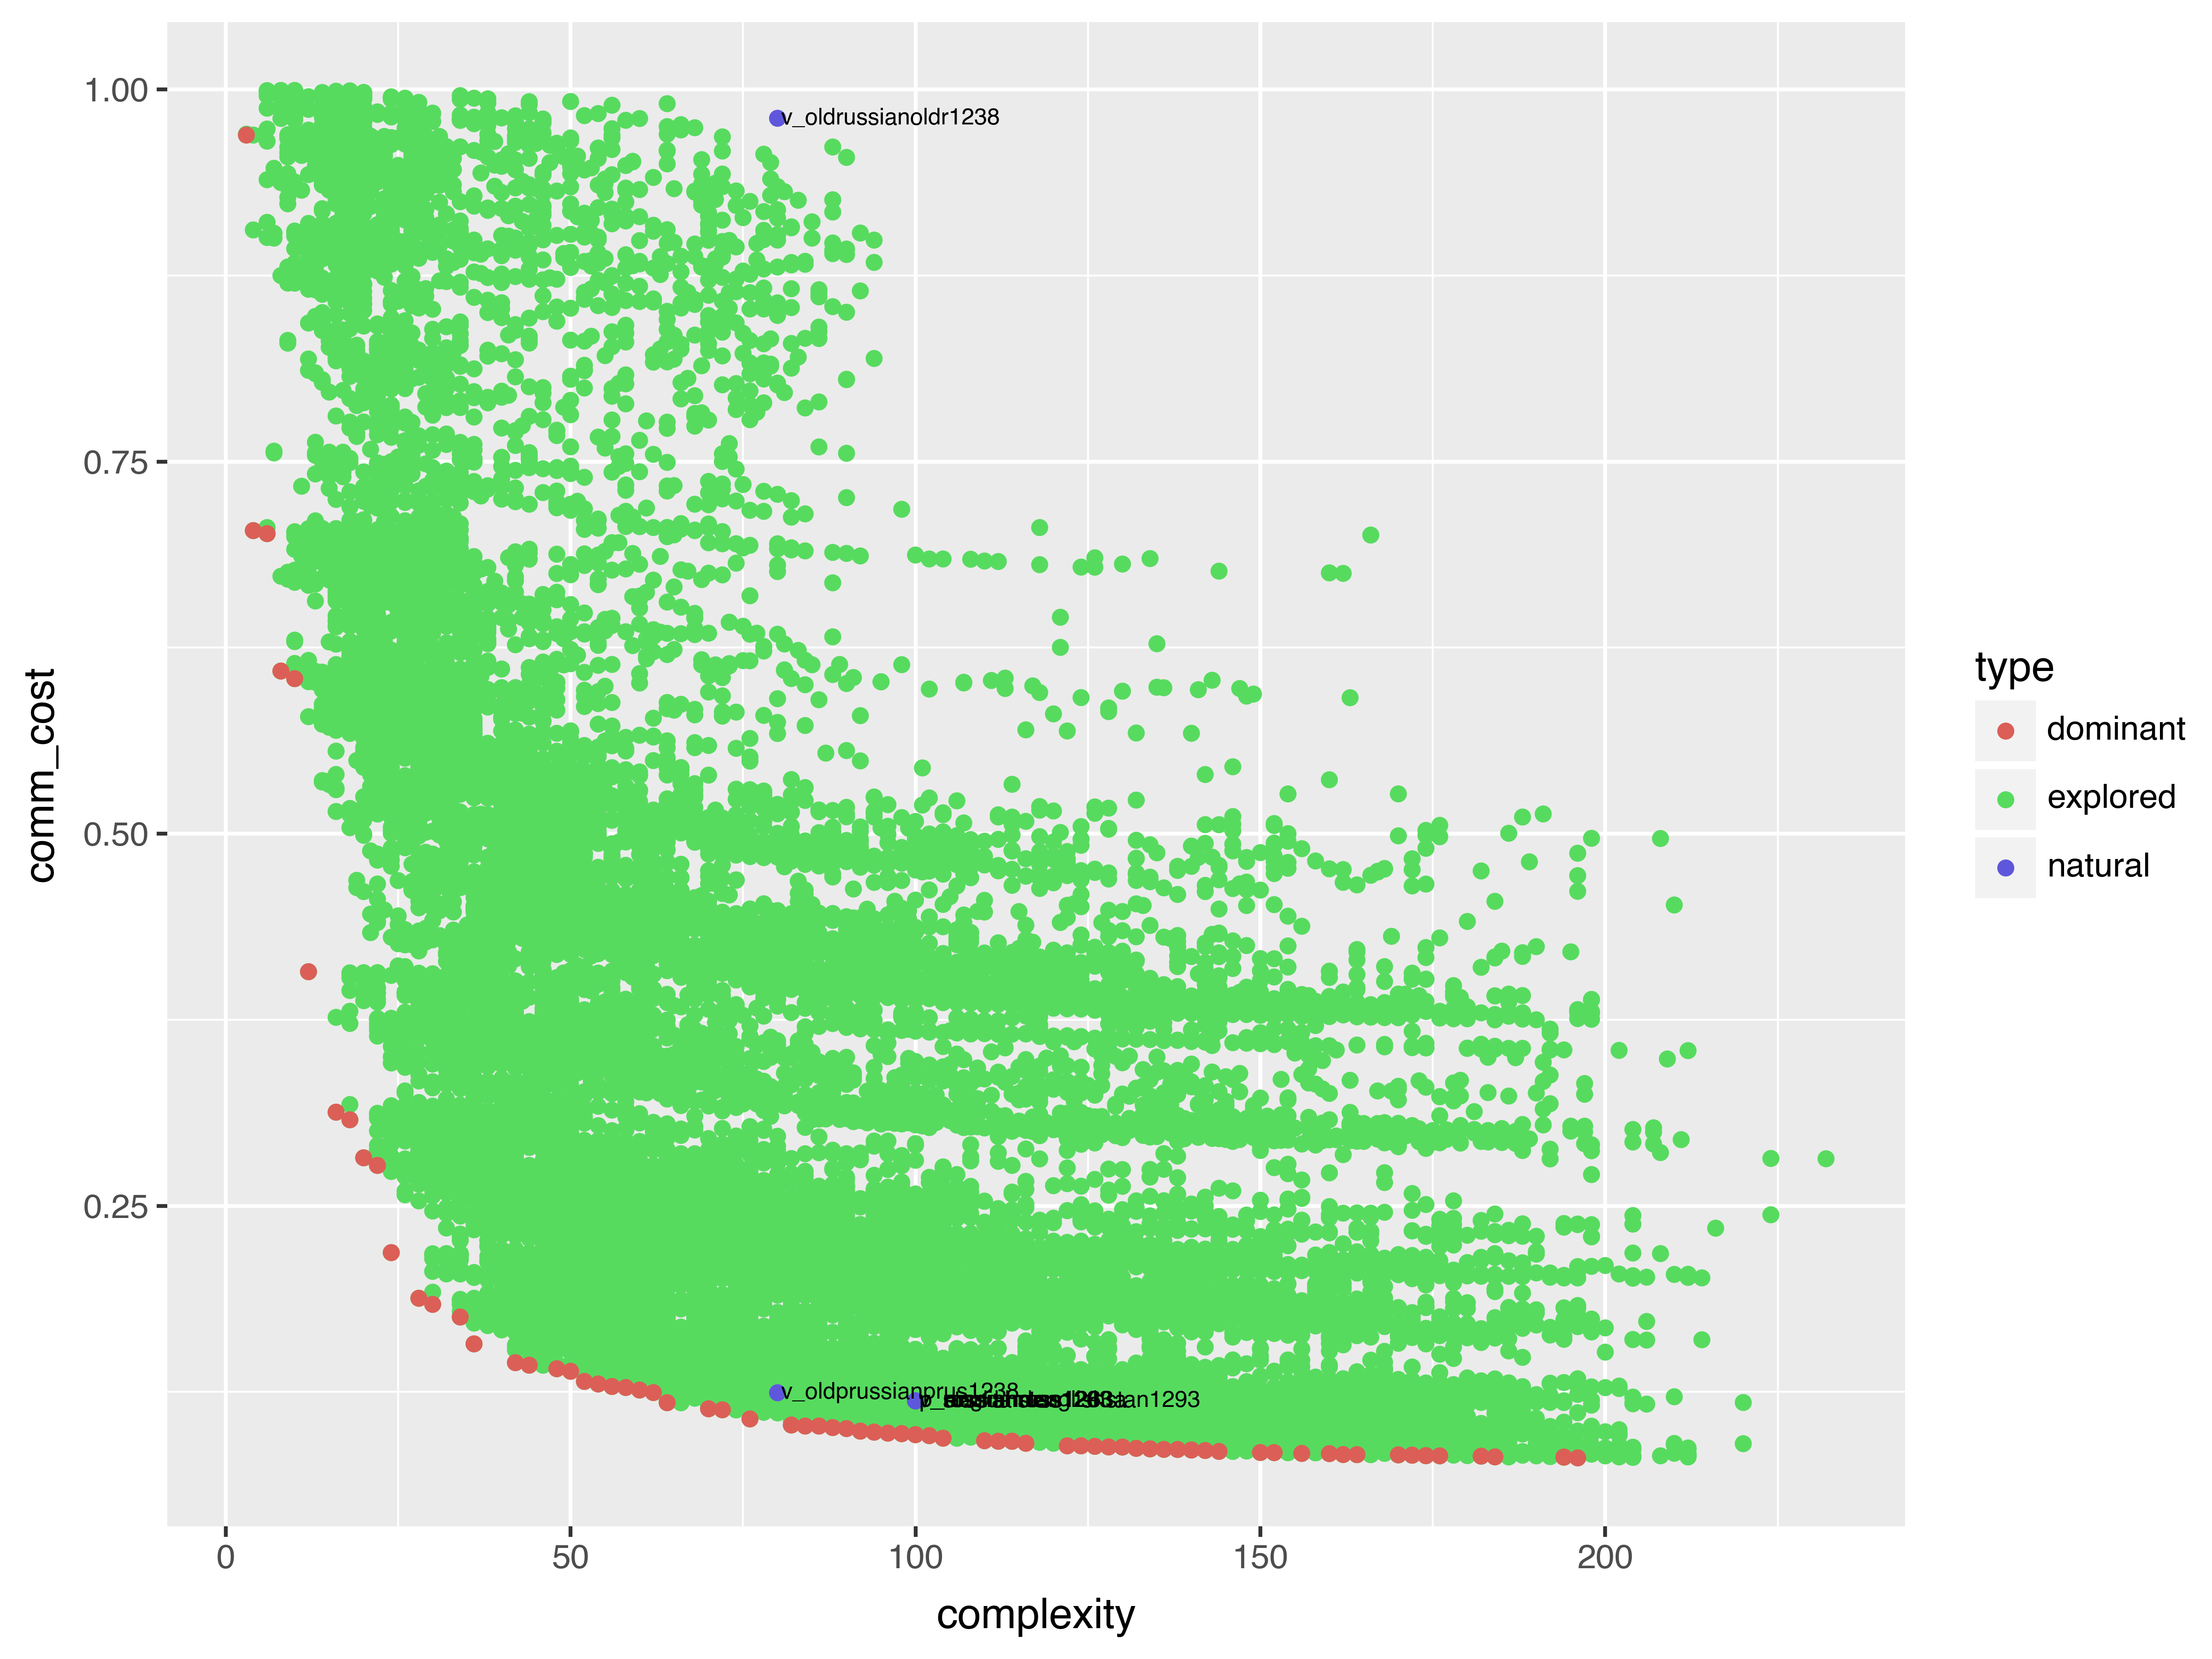 1.00
0.75
0.50
0.25
0
50
100
150
200
comm_cost
complexity
v_oldrussianoldr1238
v_oldprussianprus1238
type
dominant
explored
natural